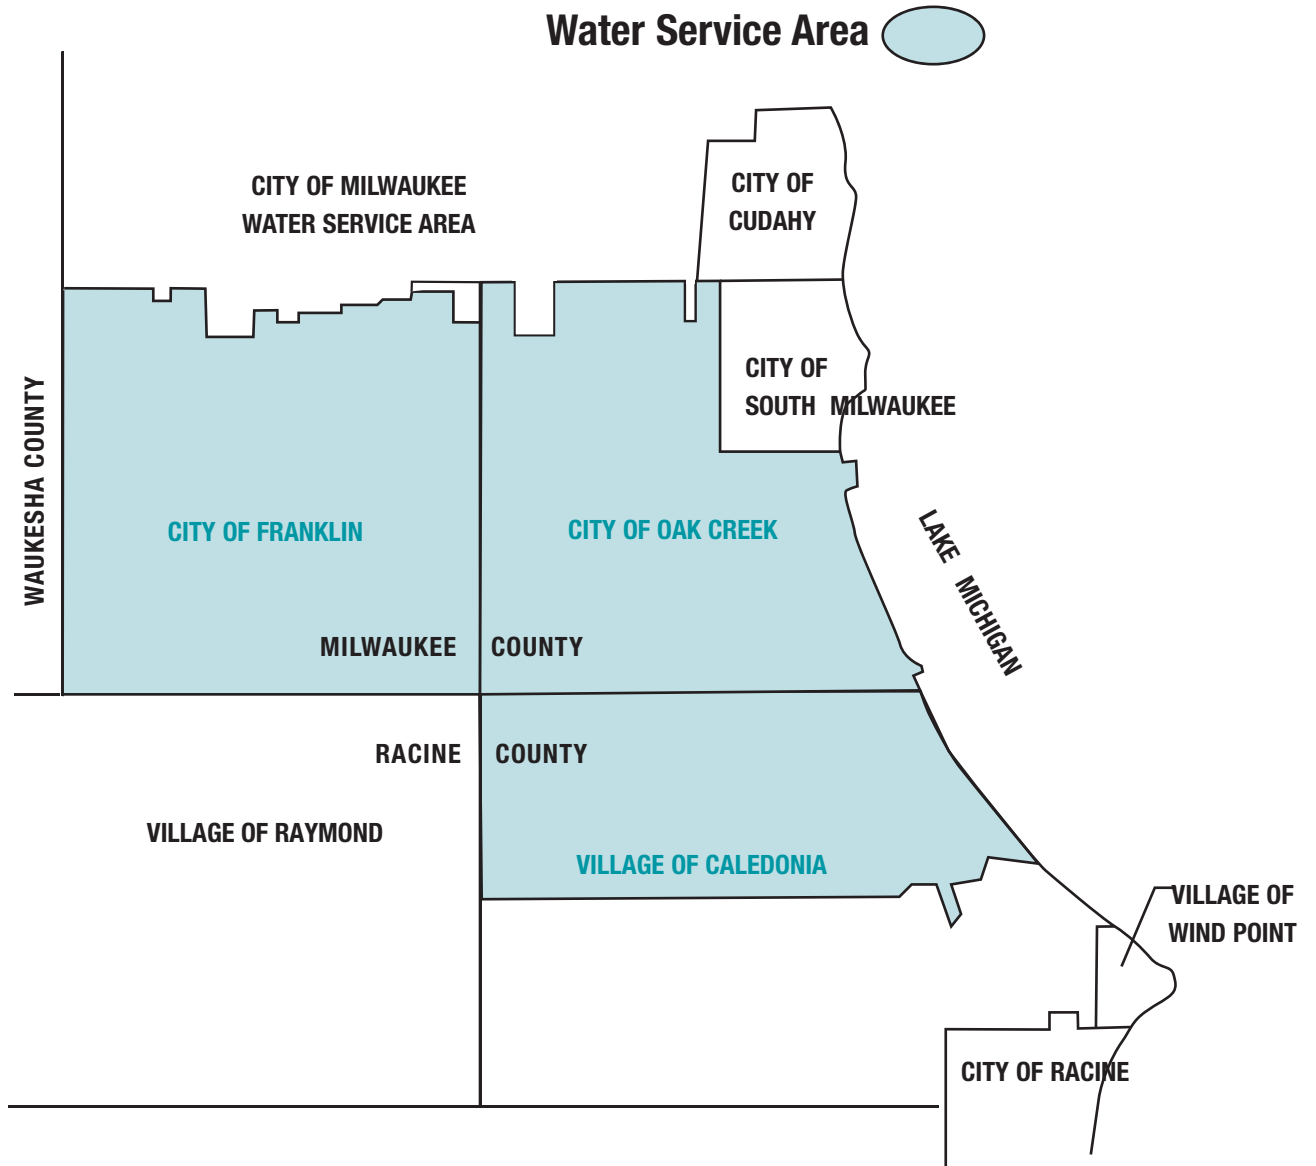 Water Service Area
CITY OF MILWAUKEE
WATER SERVICE AREA
CITY OF
CUDAHY
CITY OF
SOUTH MILWAUKEE
WAUKESHA COUNTY
CITY OF FRANKLIN
CITY OF OAK CREEK
LAKE MICHIGAN
MILWAUKEE COUNTY
RACINE COUNTY
VILLAGE OF RAYMOND
VILLAGE OF CALEDONIA
VILLAGE OF
WIND POINT
CITY OF RACINE